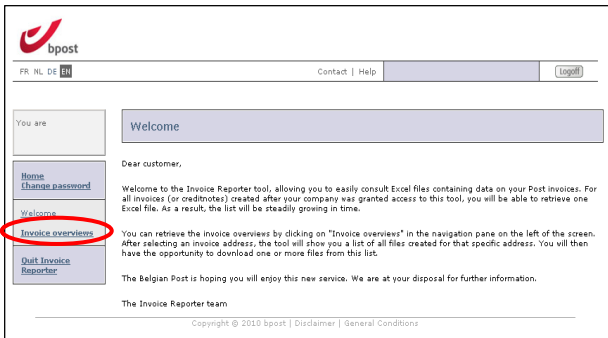 bpost
FR NL DE EN
Contact | Help
Logoff
You are
Welcome
Home
Change password
Welcome
Invoice overviews
Quit Invoice
Reporter
Dear customer,
Welcome to the Invoice Reporter tool, allowing you to easily consult Excel files containing data on your Post invoices. For
all invoices (or creditnotes) created after your company was granted access to this tool, you will be able to retrieve one
Excel file. As a result, the list will be steadily growing in time.
You can retrieve the invoice overviews by clicking on "Invoice overviews" in the navigation pane on the left of the screen.
After selecting an invoice address, the tool will show you a list of all files created for that specific address. You will then
have the opportunity to download one or more files from this list.
The Belgian Post is hoping you will enjoy this new service. We are at your disposal for further information.
The Invoice Reporter team
Copyright © 2010 bpost | Disclaimer | General Conditions